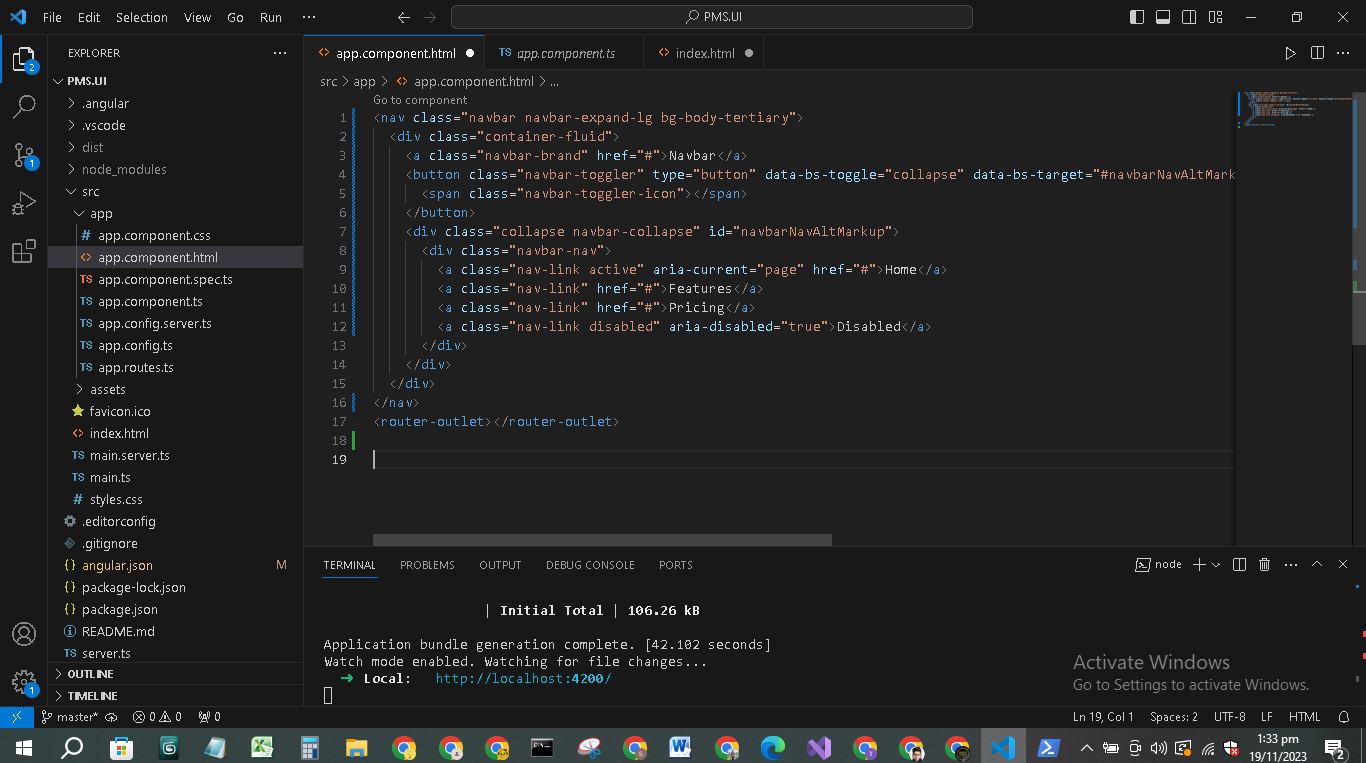 File Edit Selection View Go Run ··· PMS.UI
EXPLORER ···
app.component.html TS app.component.ts index.html ···
PMS.UI
.angular
.vscode
dist
node_modules
src
app
# app.component.css
<> app.component.html
TS app.component.spec.ts
TS app.component.ts
TS app.config.server.ts
TS app.config.ts
TS app.routes.ts
assets
favicon.ico
<> index.html
TS main.server.ts
TS main.ts
# styles.css
.editorconfig
.gitignore
{} angular.json M
{} package-lock.json
{} package.json
README.md
TS server.ts
OUTLINE
TIMELINE
src > app > <> app.component.html > ...
Go to component
1 <nav class="navbar navbar-expand-lg bg-body-tertiary">
2 <div class="container-fluid">
3 <a class="navbar-brand" href="#">Navbar</a>
4 <button class="navbar-toggler" type="button" data-bs-toggle="collapse" data-bs-target="#navbarNavAltMark
5 <span class="navbar-toggler-icon"></span>
6 </button>
7 <div class="collapse navbar-collapse" id="navbarNavAltMarkup">
8 <div class="navbar-nav">
9 <a class="nav-link active" aria-current="page" href="#">Home</a>
10 <a class="nav-link" href="#">Features</a>
11 <a class="nav-link" href="#">Pricing</a>
12 <a class="nav-link disabled" aria-disabled="true">Disabled</a>
13 </div>
14 </div>
15 </div>
16 </nav>
17 <router-outlet></router-outlet>
18
19
TERMINAL PROBLEMS OUTPUT DEBUG CONSOLE PORTS node ···
| Initial Total | 106.26 kB
Application bundle generation complete. [42.102 seconds]
Watch mode enabled. Watching for file changes...
➜ Local: http://localhost:4200/
Activate Windows
Go to Settings to activate Windows.
2
1
1
master* 0 0 0 Ln 19, Col 1 Spaces: 2 UTF-8 LF HTML
1:33 pm
19/11/2023
2